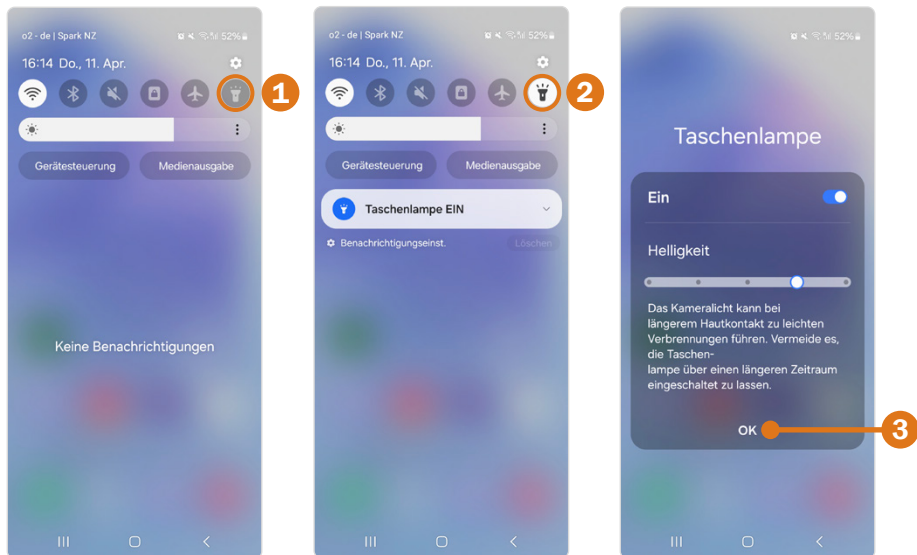 o2 - de | Spark NZ
52%
16:14 Do., 11. Apr.
1
Gerätesteuerung
Medienausgabe
Keine Benachrichtigungen
o2 - de | Spark NZ
52%
16:14 Do., 11. Apr.
2
Gerätesteuerung
Medienausgabe
Taschenlampe EIN
Benachrichtigungseinst.
Löschen
52%
Taschenlampe
Ein
Helligkeit
Das Kameralicht kann bei
längerem Hautkontakt zu leichten
Verbrennungen führen. Vermeide es,
die Taschen-
lampe über einen längeren Zeitraum
eingeschaltet zu lassen.
OK
3